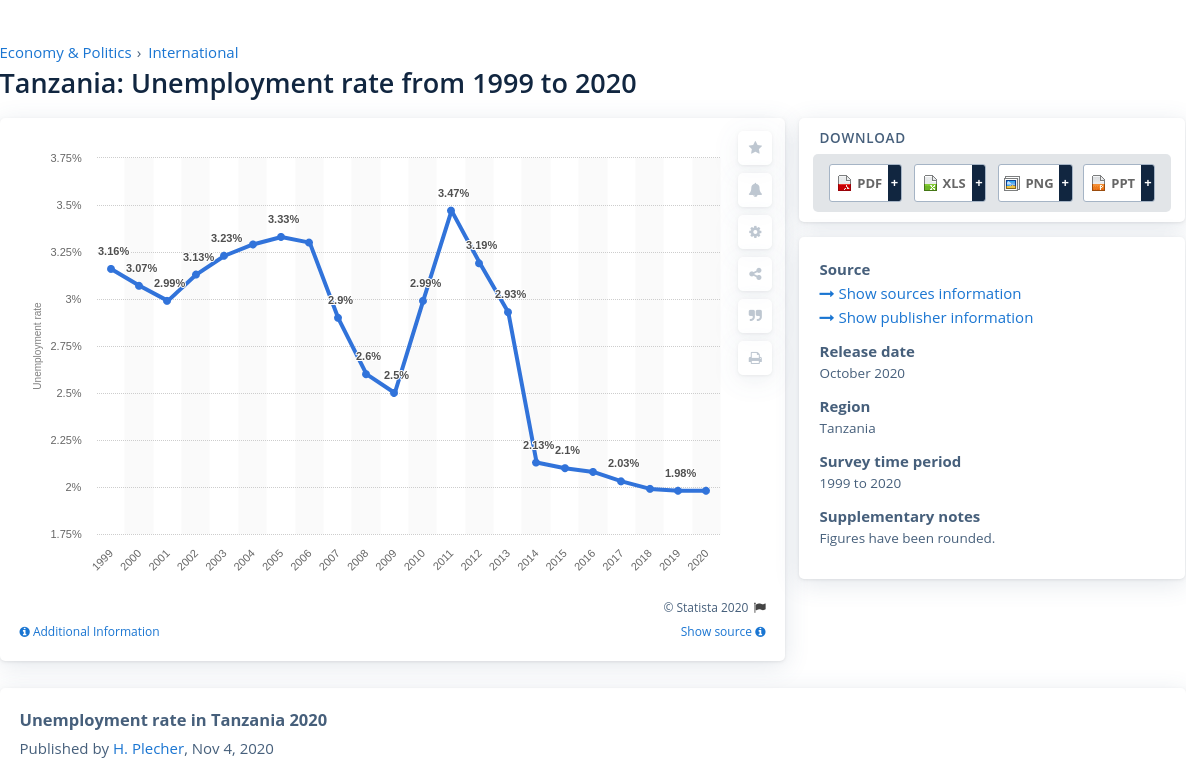 Economy & Politics › International
Tanzania: Unemployment rate from 1999 to 2020
3.75%
3.5%
3.25%
3%
2.75%
2.5%
2.25%
2%
1.75%
Unemployment rate
3.16%
3.07%
2.99%
3.13%
3.23%
3.33%
2.9%
2.6%
2.5%
2.99%
3.47%
3.19%
2.93%
2.13%
2.1%
2.03%
1.98%
1999
2000
2001
2002
2003
2004
2005
2006
2007
2008
2009
2010
2011
2012
2013
2014
2015
2016
2017
2018
2019
2020
© Statista 2020
Additional Information
Show source
DOWNLOAD
PDF +
XLS +
PNG +
PPT +
Source
Show sources information
Show publisher information
Release date
October 2020
Region
Tanzania
Survey time period
1999 to 2020
Supplementary notes
Figures have been rounded.
Unemployment rate in Tanzania 2020
Published by H. Plecher, Nov 4, 2020